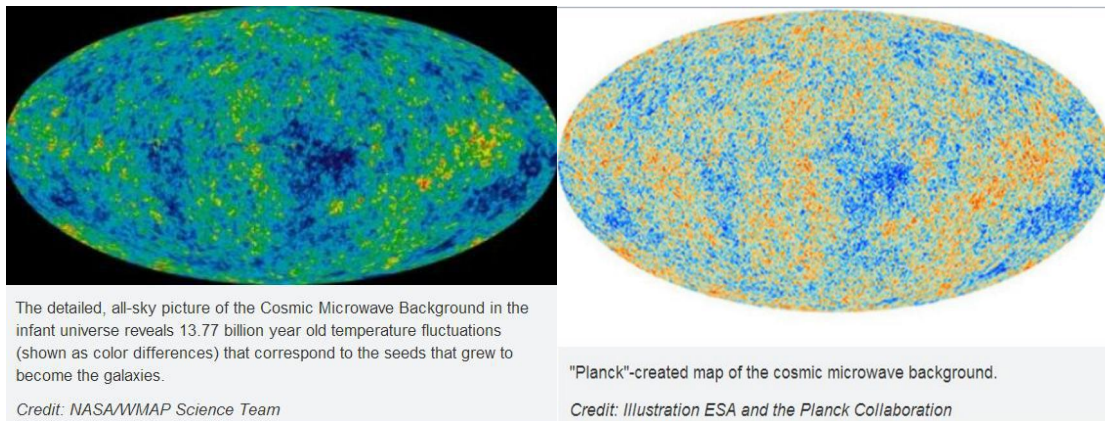 The detailed, all-sky picture of the Cosmic Microwave Background in the
infant universe reveals 13.77 billion year old temperature fluctuations
(shown as color differences) that correspond to the seeds that grew to
become the galaxies.
Credit: NASA/WMAP Science Team
"Planck"-created map of the cosmic microwave background.
Credit: Illustration ESA and the Planck Collaboration